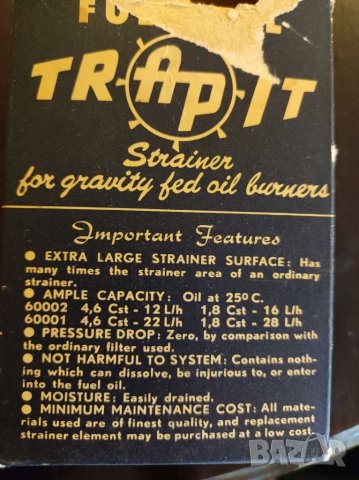 TRAPIT
Strainer
for gravity fed oil burners
Important Features
● EXTRA LARGE STRAINER SURFACE: Has
many times the strainer area of an ordinary
strainer.
● AMPLE CAPACITY: Oil at 25°C.
60002 4,6 Cst - 12 L/h 1,8 Cst - 16 L/h
60001 4,6 Cst - 22 L/h 1,8 Cst - 28 L/h
● PRESSURE DROP: Zero, by comparison with
the ordinary filter used.
● NOT HARMFUL TO SYSTEM: Contains noth-
ing which can dissolve, be injurious to, or enter
into the fuel oil.
● MOISTURE: Easily drained.
● MINIMUM MAINTENANCE COST: All mate-
rials used are of finest quality, and replacement
strainer element may be purchased at a low cost.
BAZAR